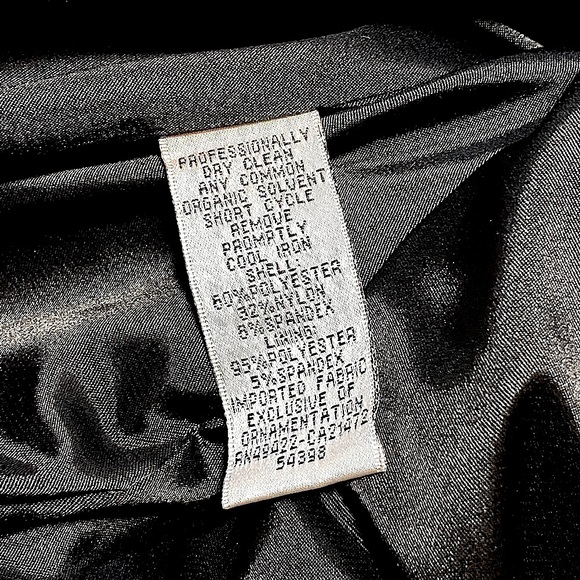 PROFESSIONALLY
DRY CLEAN
ANY COMMON
ORGANIC SOLVENT
SHORT CYCLE
REMOVE
PROMPTLY
COOL IRON
SHELL:
60%POLYESTER
32%NYLON
8%SPANDEX
LINING:
95%POLYESTER
5%SPANDEX
IMPORTED FABRIC
EXCLUSIVE OF
ORNAMENTATION
RN49422-CA21472
54398